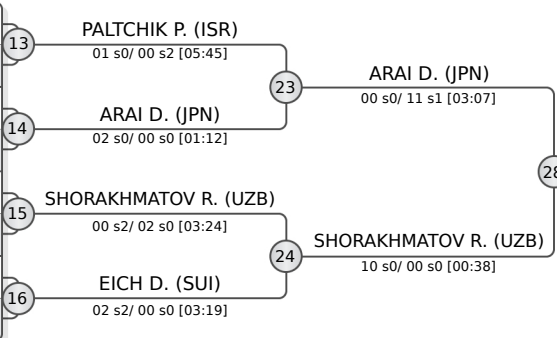 PALTCHIK P. (ISR)
13
01 s0/ 00 s2 [05:45]
ARAI D. (JPN)
23
00 s0/ 11 s1 [03:07]
ARAI D. (JPN)
14
02 s0/ 00 s0 [01:12]
28
SHORAKHMATOV R. (UZB)
15
00 s2/ 02 s0 [03:24]
SHORAKHMATOV R. (UZB)
24
10 s0/ 00 s0 [00:38]
EICH D. (SUI)
16
02 s2/ 00 s0 [03:19]